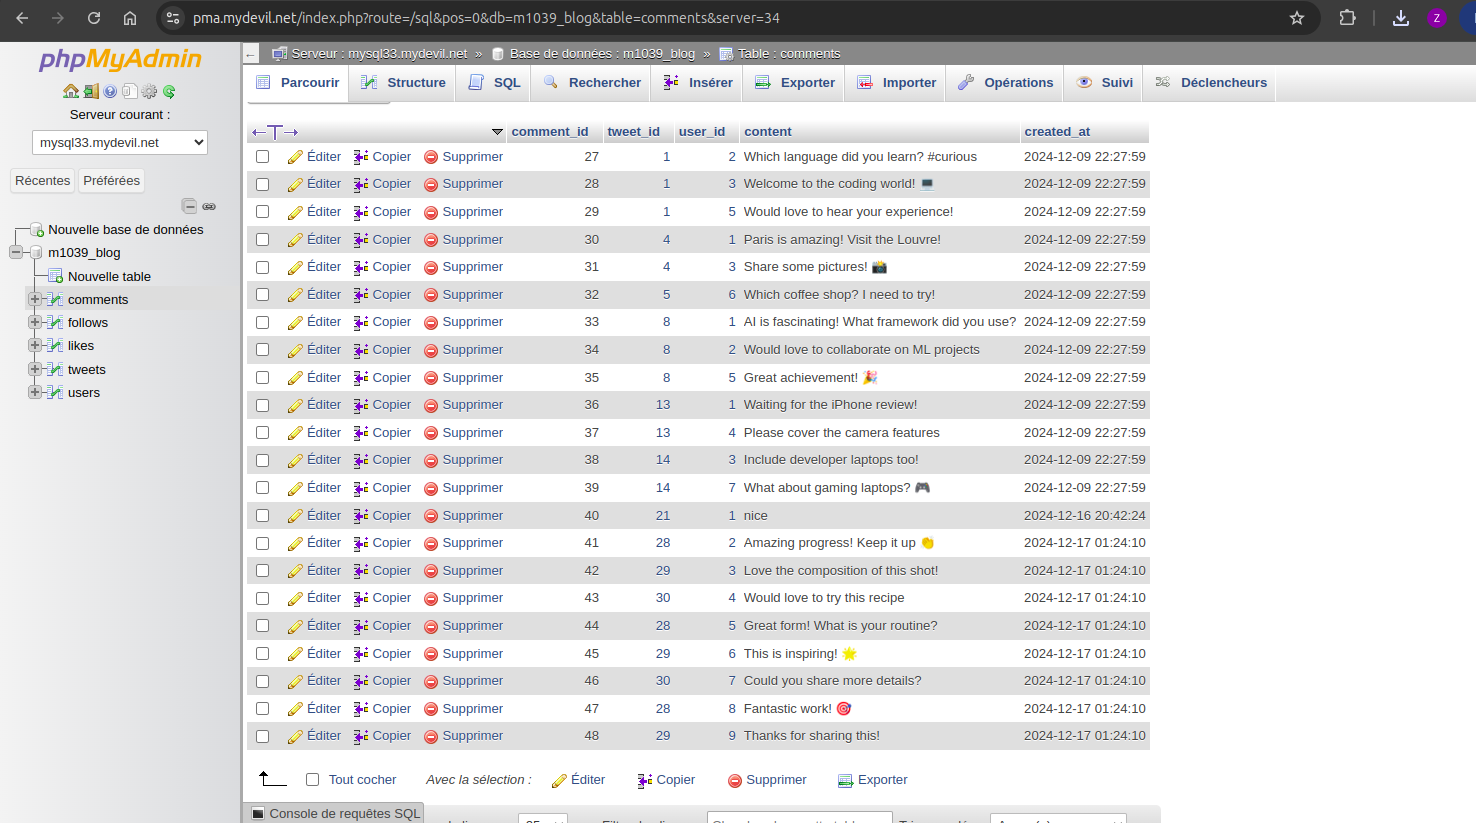 pma.mydevil.net/index.php?route=/sql&pos=0&db=m1039_blog&table=comments&server=34
Z
phpMyAdmin
Serveur courant :
mysql33.mydevil.net
Récentes Préférées
Nouvelle base de données
m1039_blog
Nouvelle table
comments
follows
likes
tweets
users
Serveur : mysql33.mydevil.net » Base de données : m1039_blog » Table : comments
Parcourir Structure SQL Rechercher Insérer Exporter Importer Opérations Suivi Déclencheurs
comment_id tweet_id user_id content created_at
Éditer Copier Supprimer 27 1 2 Which language did you learn? #curious 2024-12-09 22:27:59
Éditer Copier Supprimer 28 1 3 Welcome to the coding world! 💻 2024-12-09 22:27:59
Éditer Copier Supprimer 29 1 5 Would love to hear your experience! 2024-12-09 22:27:59
Éditer Copier Supprimer 30 4 1 Paris is amazing! Visit the Louvre! 2024-12-09 22:27:59
Éditer Copier Supprimer 31 4 3 Share some pictures! 📸 2024-12-09 22:27:59
Éditer Copier Supprimer 32 5 6 Which coffee shop? I need to try! 2024-12-09 22:27:59
Éditer Copier Supprimer 33 8 1 AI is fascinating! What framework did you use? 2024-12-09 22:27:59
Éditer Copier Supprimer 34 8 2 Would love to collaborate on ML projects 2024-12-09 22:27:59
Éditer Copier Supprimer 35 8 5 Great achievement! 🎉 2024-12-09 22:27:59
Éditer Copier Supprimer 36 13 1 Waiting for the iPhone review! 2024-12-09 22:27:59
Éditer Copier Supprimer 37 13 4 Please cover the camera features 2024-12-09 22:27:59
Éditer Copier Supprimer 38 14 3 Include developer laptops too! 2024-12-09 22:27:59
Éditer Copier Supprimer 39 14 7 What about gaming laptops? 🎮 2024-12-09 22:27:59
Éditer Copier Supprimer 40 21 1 nice 2024-12-16 20:42:24
Éditer Copier Supprimer 41 28 2 Amazing progress! Keep it up 👏 2024-12-17 01:24:10
Éditer Copier Supprimer 42 29 3 Love the composition of this shot! 2024-12-17 01:24:10
Éditer Copier Supprimer 43 30 4 Would love to try this recipe 2024-12-17 01:24:10
Éditer Copier Supprimer 44 28 5 Great form! What is your routine? 2024-12-17 01:24:10
Éditer Copier Supprimer 45 29 6 This is inspiring! 🌟 2024-12-17 01:24:10
Éditer Copier Supprimer 46 30 7 Could you share more details? 2024-12-17 01:24:10
Éditer Copier Supprimer 47 28 8 Fantastic work! 🎯 2024-12-17 01:24:10
Éditer Copier Supprimer 48 29 9 Thanks for sharing this! 2024-12-17 01:24:10
Tout cocher Avec la sélection : Éditer Copier Supprimer Exporter
Console de requêtes SQL